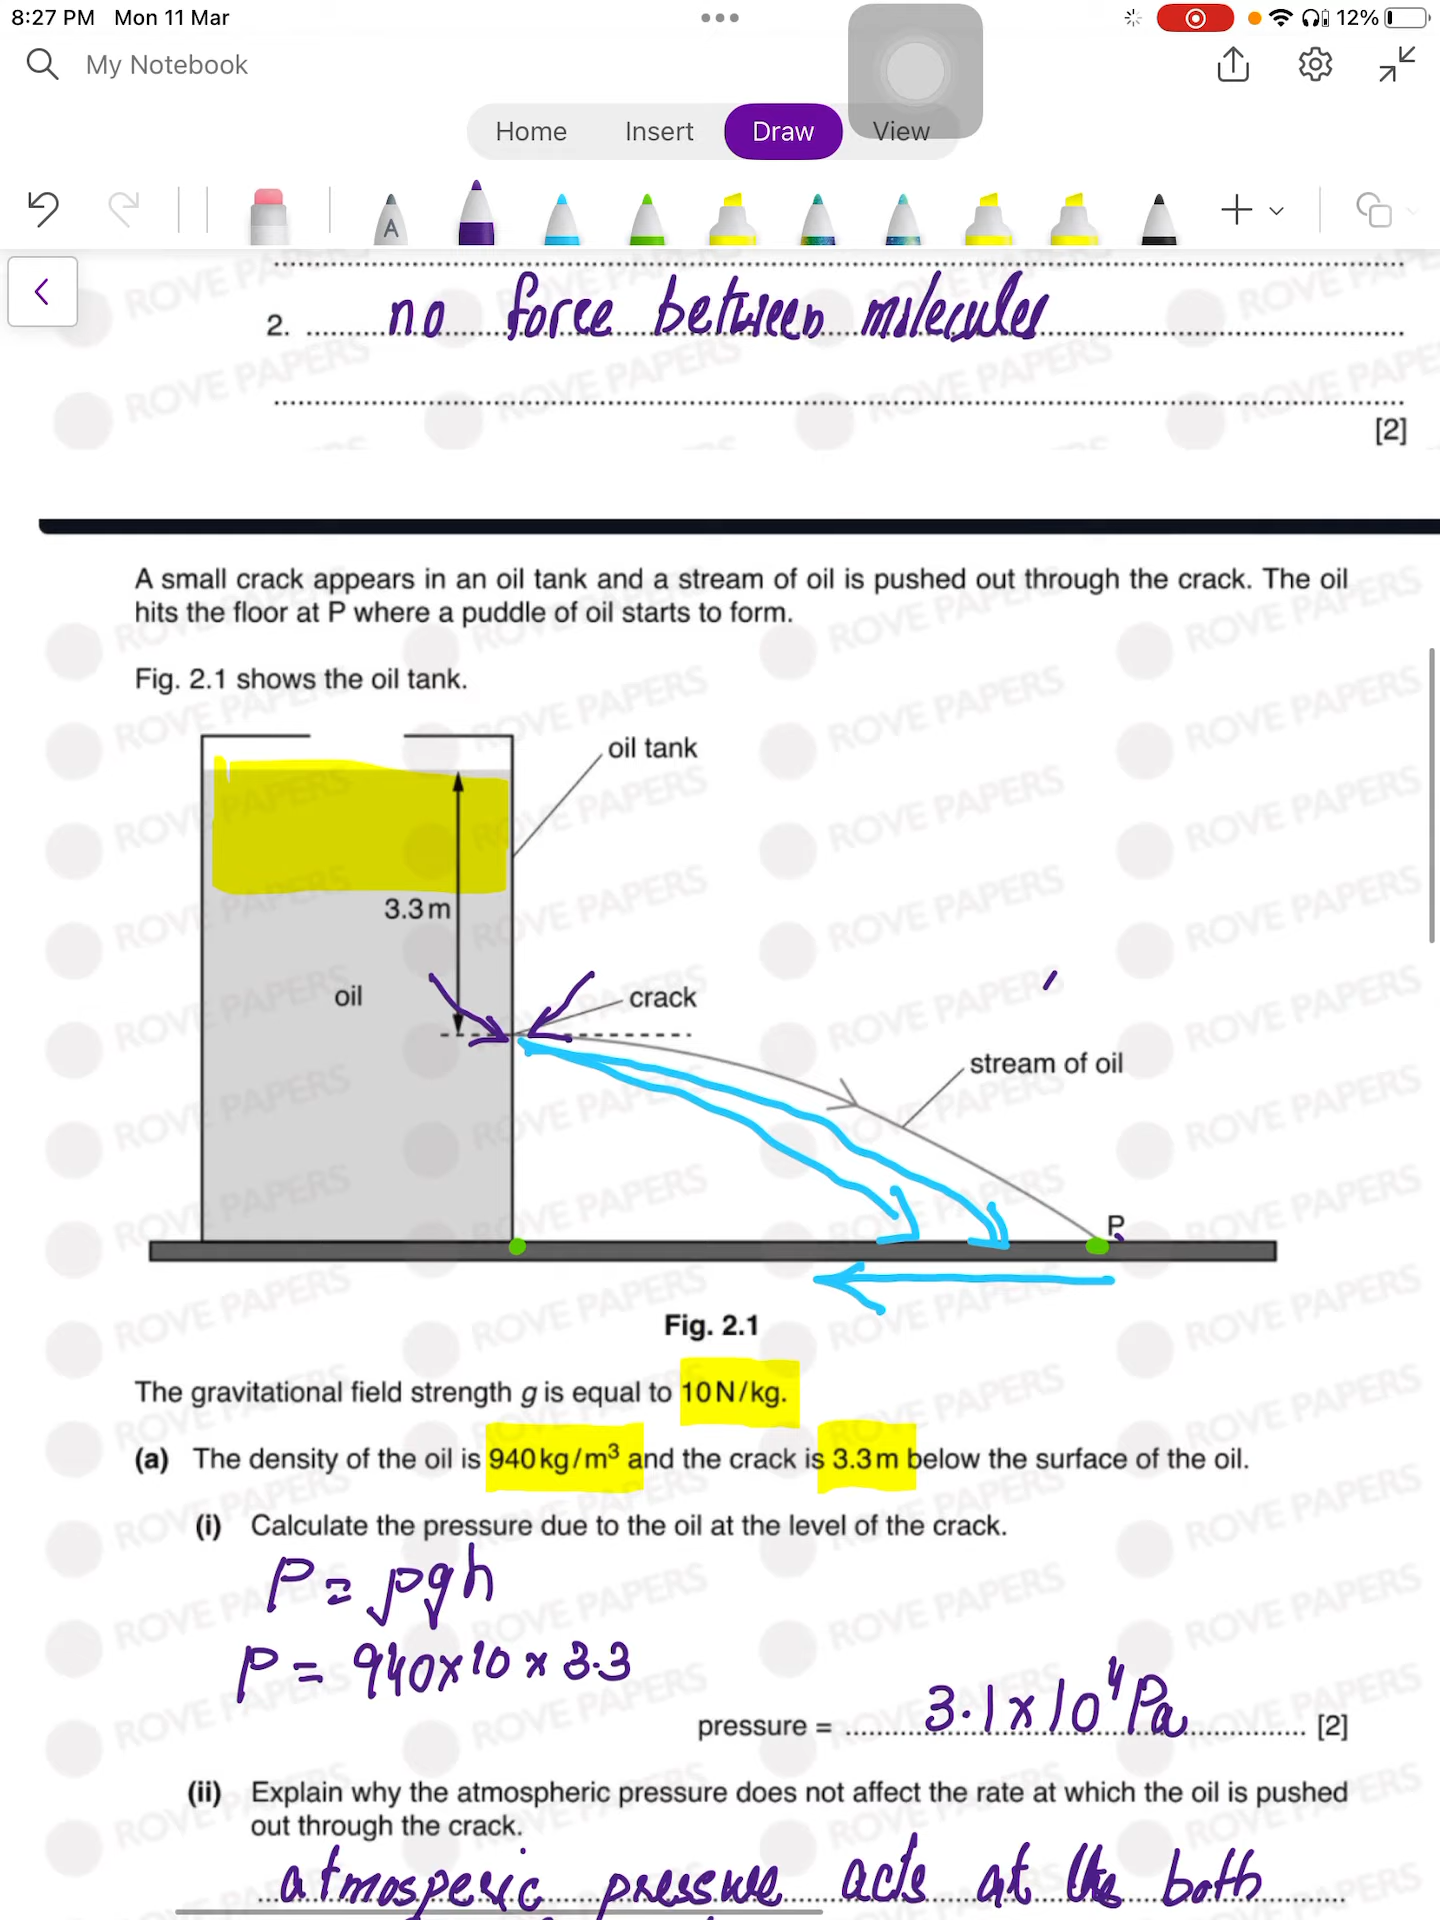 8:27 PM Mon 11 Mar
12%
My Notebook
Home Insert Draw View
A
2. no force between molecules
[2]
A small crack appears in an oil tank and a stream of oil is pushed out through the crack. The oil
hits the floor at P where a puddle of oil starts to form.
Fig. 2.1 shows the oil tank.
oil tank
3.3 m
oil
crack
stream of oil
P
Fig. 2.1
The gravitational field strength g is equal to 10 N/kg.
(a) The density of the oil is 940 kg/m³ and the crack is 3.3 m below the surface of the oil.
(i) Calculate the pressure due to the oil at the level of the crack.
P = ρgh
P = 940x10 x 3.3
pressure = 3.1x10⁴ Pa [2]
(ii) Explain why the atmospheric pressure does not affect the rate at which the oil is pushed
out through the crack.
atmosperic pressure acts at the both
ROVE PAPERS